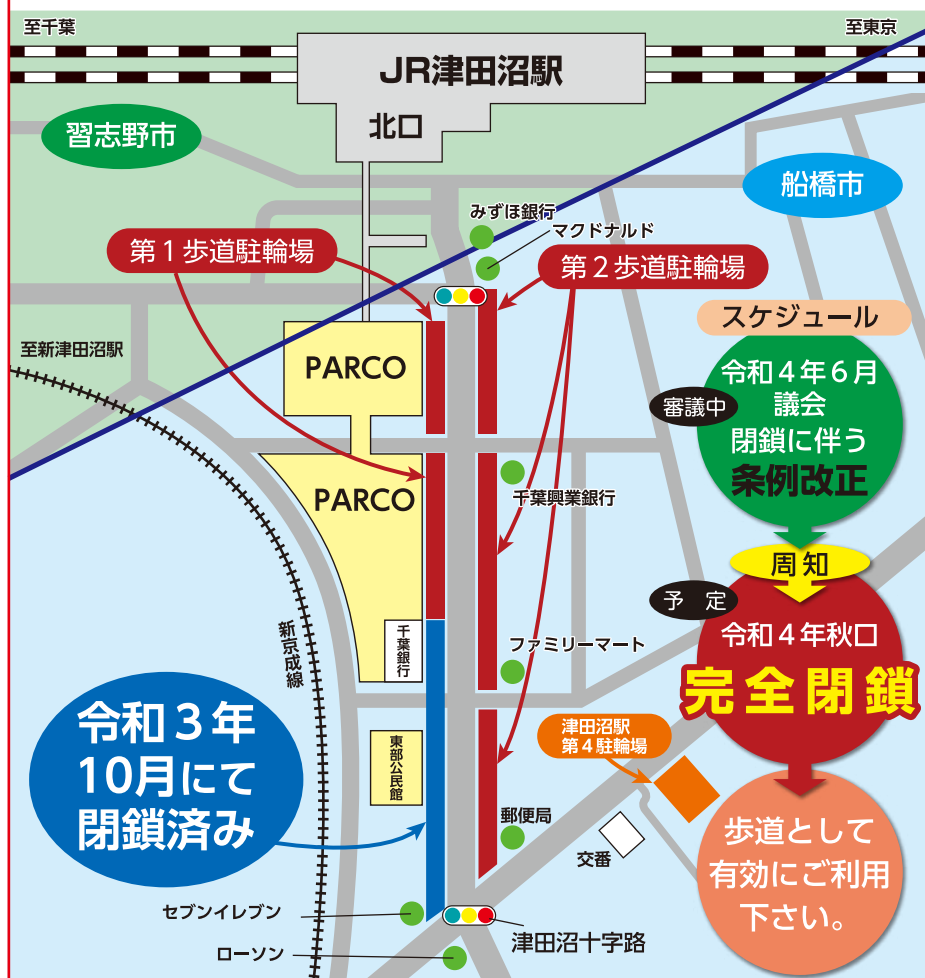 至千葉
至東京
JR津田沼駅
北口
習志野市
船橋市
みずほ銀行
マクドナルド
第1歩道駐輪場
第2歩道駐輪場
スケジュール
至新津田沼駅
PARCO
令和4年6月
議会
審議中
閉鎖に伴う
条例改正
PARCO
千葉興業銀行
周知
予 定
令和4年秋口
完全閉鎖
新京成線
千葉銀行
ファミリーマート
令和3年
10月にて
閉鎖済み
津田沼駅
第4駐輪場
東部公民館
郵便局
交番
歩道として
有効にご利用
下さい。
セブンイレブン
ローソン
津田沼十字路